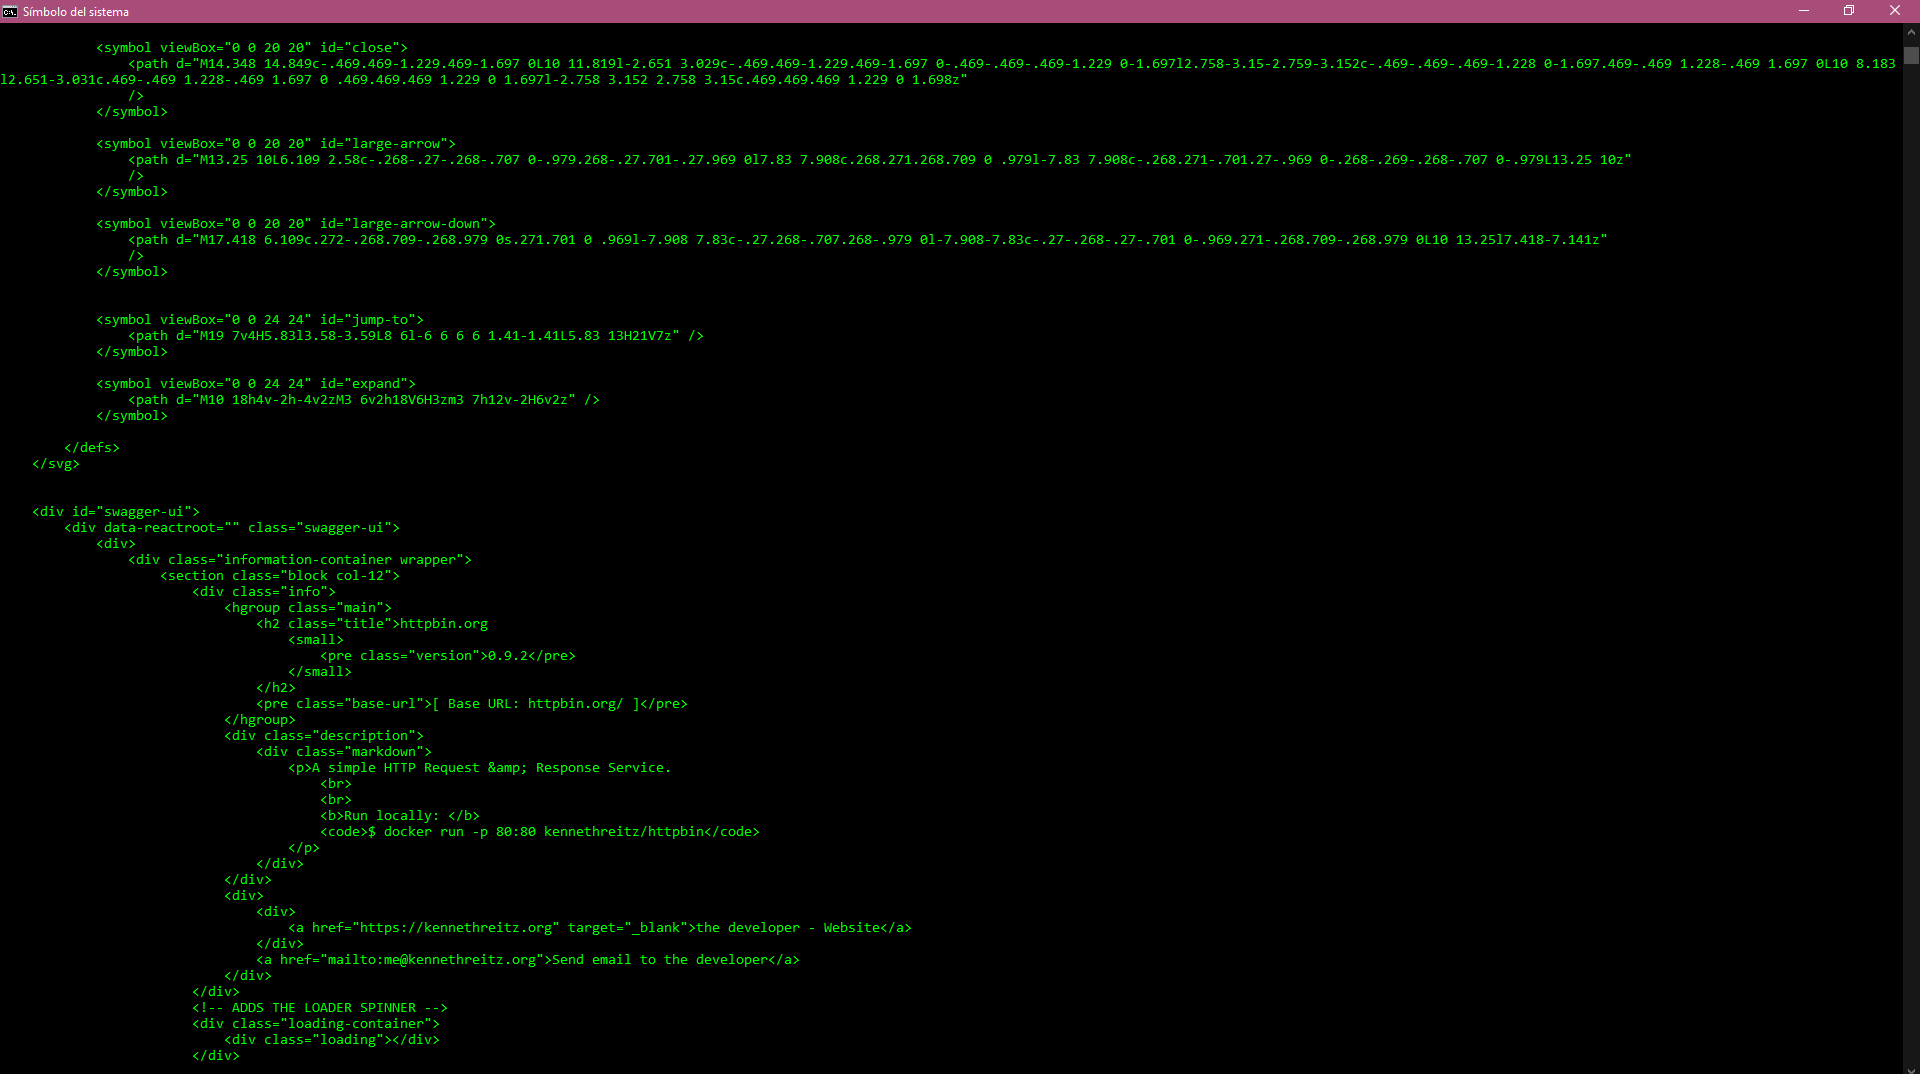 Símbolo del sistema
<symbol viewBox="0 0 20 20" id="close">
<path d="M14.348 14.849c-.469.469-1.229.469-1.697 0L10 11.819l-2.651 3.029c-.469.469-1.229.469-1.697 0-.469-.469-.469-1.229 0-1.697l2.758-3.15-2.759-3.152c-.469-.469-.469-1.228 0-1.697.469-.469 1.228-.469 1.697 0L10 8.183
l2.651-3.031c.469-.469 1.228-.469 1.697 0 .469.469.469 1.229 0 1.697l-2.758 3.152 2.758 3.15c.469.469.469 1.229 0 1.698z"
/>
</symbol>
<symbol viewBox="0 0 20 20" id="large-arrow">
<path d="M13.25 10L6.109 2.58c-.268-.27-.268-.707 0-.979.268-.27.701-.27.969 0l7.83 7.908c.268.271.268.709 0 .979l-7.83 7.908c-.268.271-.701.27-.969 0-.268-.269-.268-.707 0-.979L13.25 10z"
/>
</symbol>
<symbol viewBox="0 0 20 20" id="large-arrow-down">
<path d="M17.418 6.109c.272-.268.709-.268.979 0s.271.701 0 .969l-7.908 7.83c-.27.268-.707.268-.979 0l-7.908-7.83c-.27-.268-.27-.701 0-.969.271-.268.709-.268.979 0L10 13.25l7.418-7.141z"
/>
</symbol>
<symbol viewBox="0 0 24 24" id="jump-to">
<path d="M19 7v4H5.83l3.58-3.59L8 6l-6 6 6 6 1.41-1.41L5.83 13H21V7z" />
</symbol>
<symbol viewBox="0 0 24 24" id="expand">
<path d="M10 18h4v-2h-4v2zM3 6v2h18V6H3zm3 7h12v-2H6v2z" />
</symbol>
</defs>
</svg>
<div id="swagger-ui">
<div data-reactroot="" class="swagger-ui">
<div>
<div class="information-container wrapper">
<section class="block col-12">
<div class="info">
<hgroup class="main">
<h2 class="title">httpbin.org
<small>
<pre class="version">0.9.2</pre>
</small>
</h2>
<pre class="base-url">[ Base URL: httpbin.org/ ]</pre>
</hgroup>
<div class="description">
<div class="markdown">
<p>A simple HTTP Request &amp; Response Service.
<br>
<br>
<b>Run locally: </b>
<code>$ docker run -p 80:80 kennethreitz/httpbin</code>
</p>
</div>
</div>
<div>
<div>
<a href="https://kennethreitz.org" target="_blank">the developer - Website</a>
</div>
<a href="mailto:me@kennethreitz.org">Send email to the developer</a>
</div>
</div>
<!-- ADDS THE LOADER SPINNER -->
<div class="loading-container">
<div class="loading"></div>
</div>